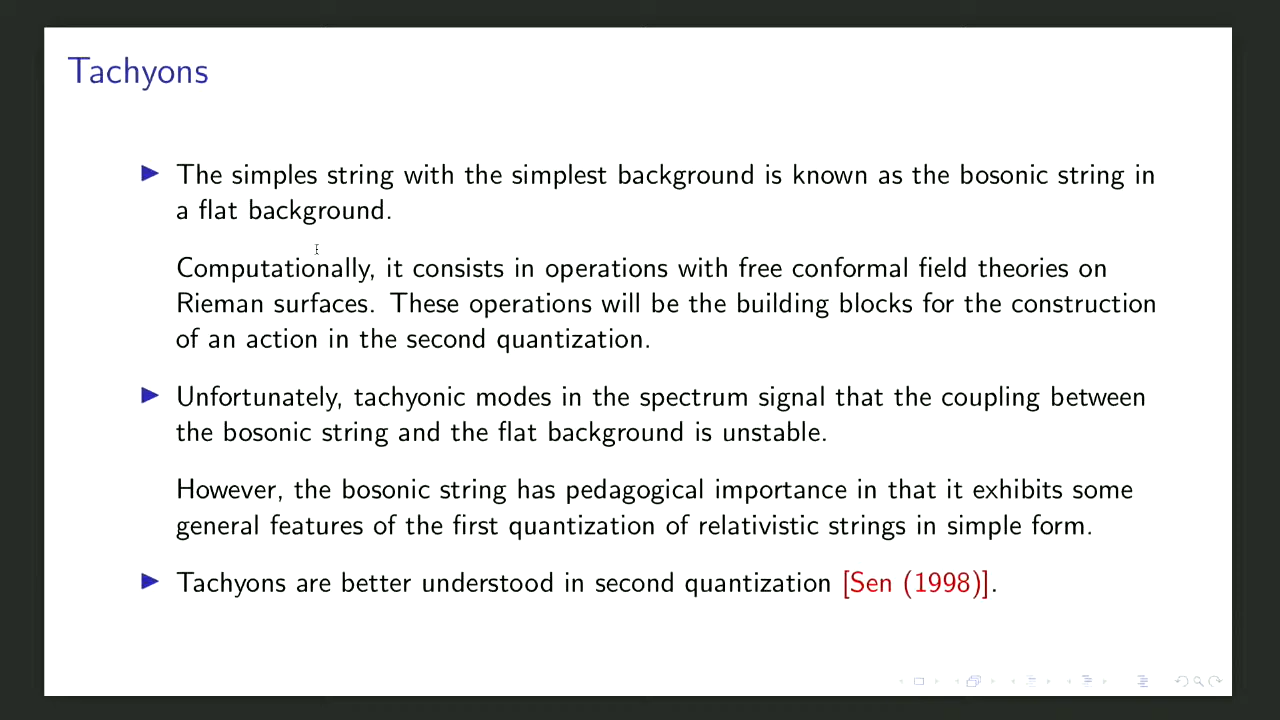 Tachyons
The simples string with the simplest background is known as the bosonic string in
a flat background.
Computationally, it consists in operations with free conformal field theories on
Rieman surfaces. These operations will be the building blocks for the construction
of an action in the second quantization.
Unfortunately, tachyonic modes in the spectrum signal that the coupling between
the bosonic string and the flat background is unstable.
However, the bosonic string has pedagogical importance in that it exhibits some
general features of the first quantization of relativistic strings in simple form.
Tachyons are better understood in second quantization [Sen (1998)].